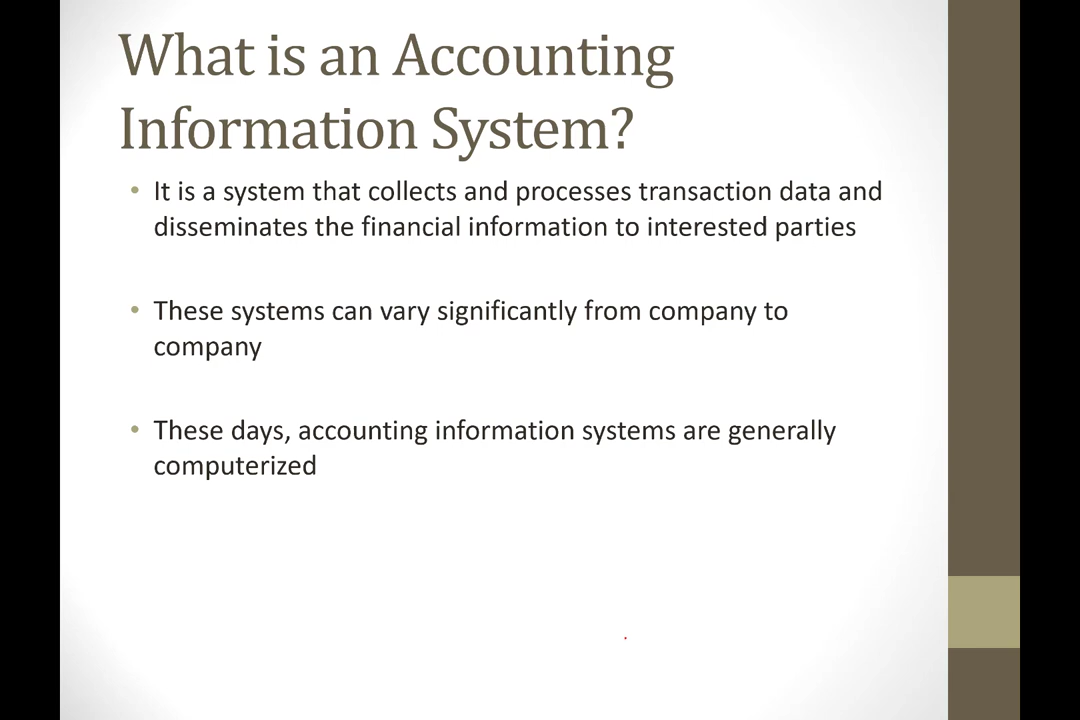 What is an Accounting
Information System?
• It is a system that collects and processes transaction data and
disseminates the financial information to interested parties
• These systems can vary significantly from company to
company
• These days, accounting information systems are generally
computerized